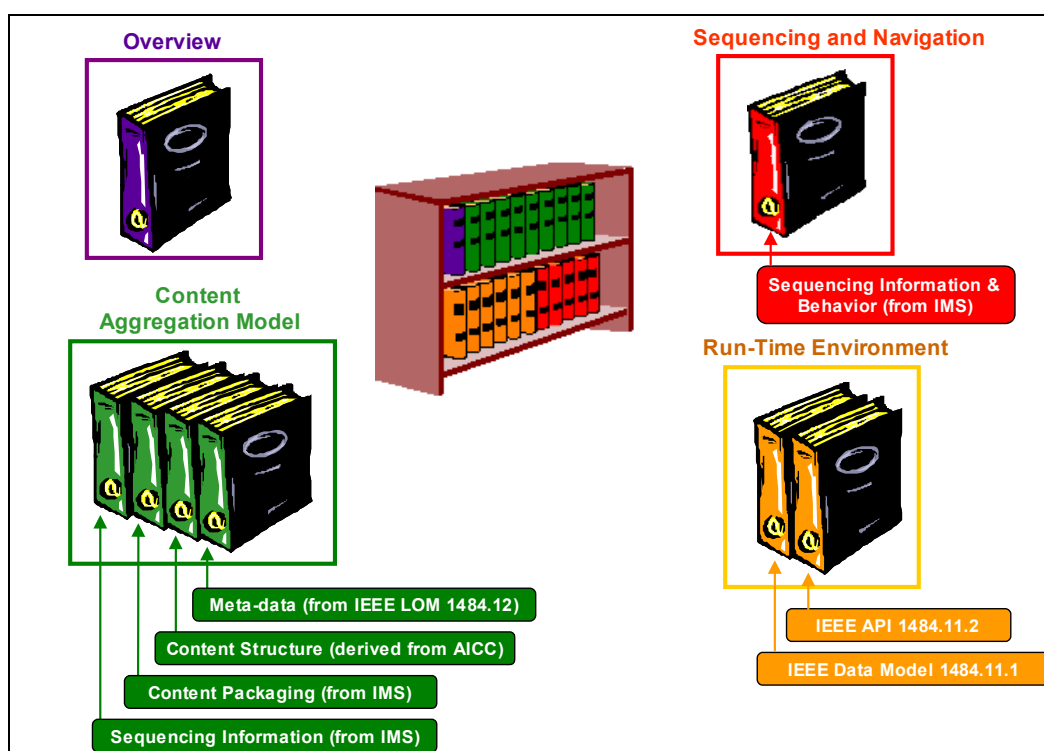 Overview
Sequencing and Navigation
Sequencing Information &
Behavior (from IMS)
Content
Aggregation Model
Run-Time Environment
Meta-data (from IEEE LOM 1484.12)
Content Structure (derived from AICC)
Content Packaging (from IMS)
Sequencing Information (from IMS)
IEEE API 1484.11.2
IEEE Data Model 1484.11.1